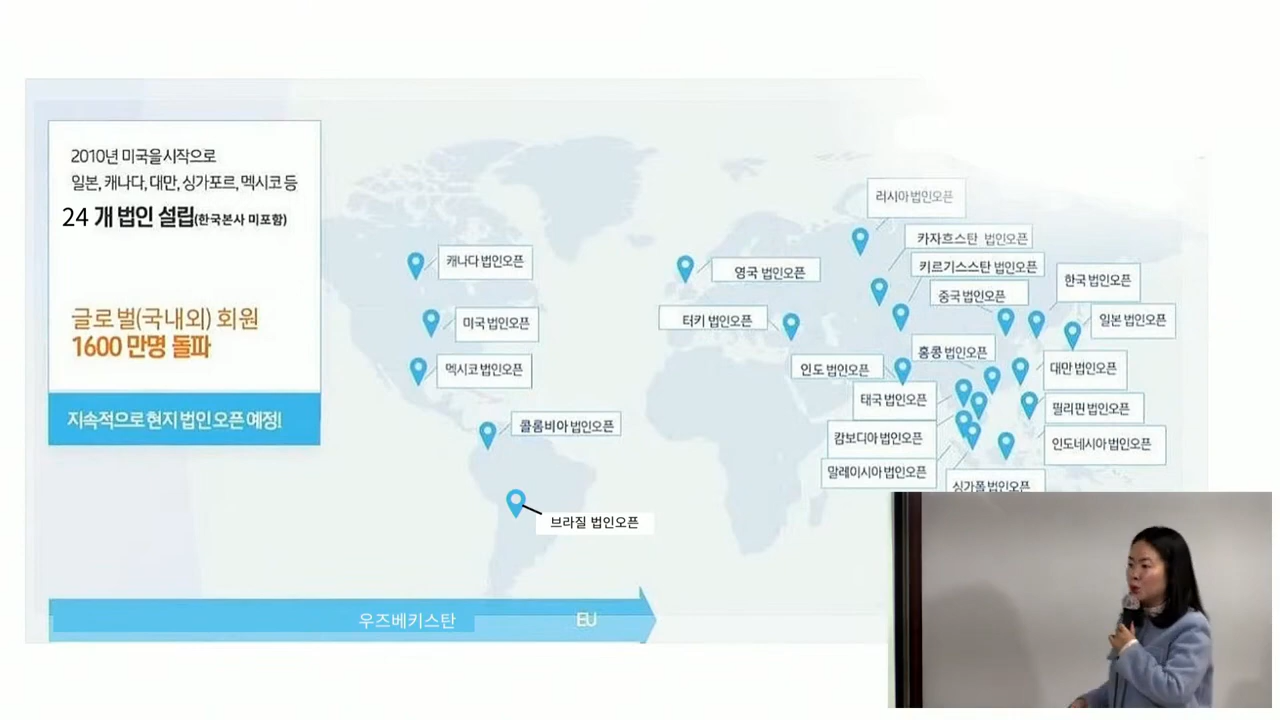 2010년 미국을 시작으로
일본, 캐나다, 대만, 싱가포르, 멕시코 등
24 개 법인 설립(한국본사 미포함)
글로벌(국내외) 회원
1600 만명 돌파
지속적으로 현지 법인 오픈 예정!
캐나다 법인오픈
미국 법인오픈
멕시코 법인오픈
콜롬비아 법인오픈
브라질 법인오픈
러시아 법인오픈
카자흐스탄 법인오픈
키르기스스탄 법인오픈
영국 법인오픈
중국 법인오픈
한국 법인오픈
터키 법인오픈
일본 법인오픈
홍콩 법인오픈
인도 법인오픈
대만 법인오픈
태국 법인오픈
필리핀 법인오픈
캄보디아 법인오픈
인도네시아 법인오픈
말레이시아 법인오픈
싱가폴 법인오픈
우즈베키스탄
EU